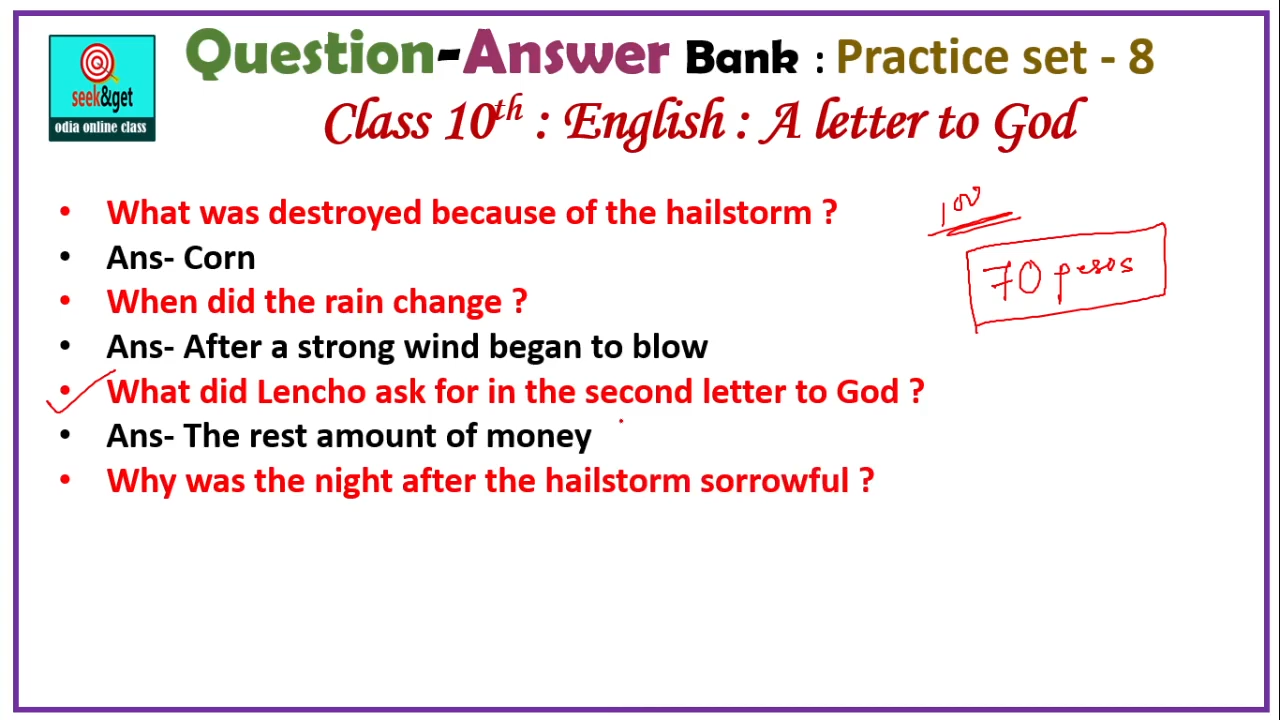 Question-Answer Bank : Practice set - 8
seek&get
odia online class
Class 10th : English : A letter to God
• What was destroyed because of the hailstorm ?
100
• Ans- Corn
70 pesos
• When did the rain change ?
• Ans- After a strong wind began to blow
• What did Lencho ask for in the second letter to God ?
• Ans- The rest amount of money
• Why was the night after the hailstorm sorrowful ?